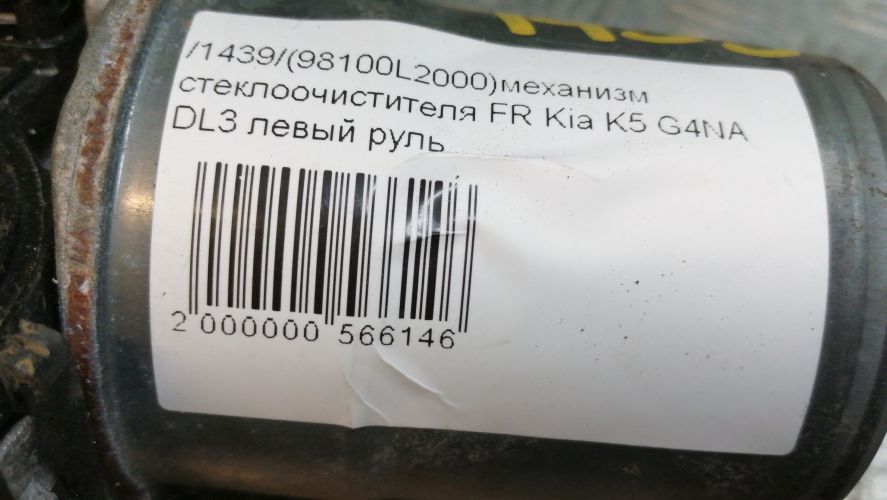 /1439/(98100L2000)механизм
стеклоочистителя FR Kia K5 G4NA
DL3 левый руль
2 000000 566146